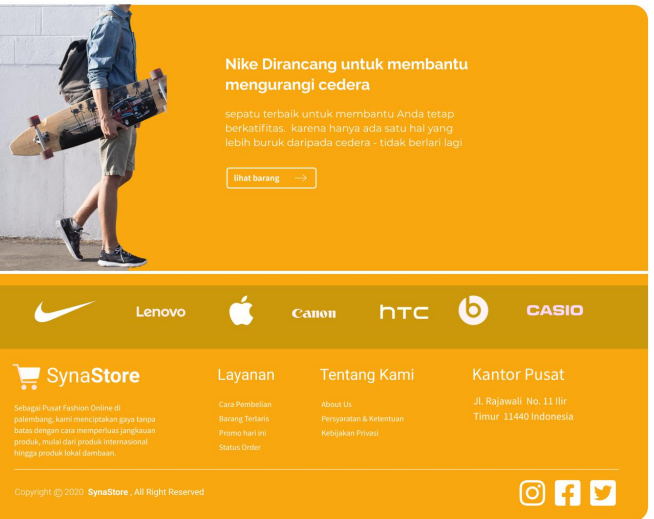 Nike Dirancang untuk membantu
mengurangi cedera
sepatu terbaik untuk membantu Anda tetap
berkatifitas. karena hanya ada satu hal yang
lebih buruk daripada cedera - tidak berlari lagi
lihat barang
Lenovo
Canon
hTC
b
CASIO
SynaStore
Sebagai Pusat Fashion Online di
palembang, kami menciptakan gaya tanpa
batas dengan cara memperluas jangkauan
produk, mulai dari produk internasional
hingga produk lokal dambaan.
Layanan
Cara Pembelian
Barang Terlaris
Promo hari ini
Status Order
Tentang Kami
About Us
Persyaratan & Ketentuan
Kebijakan Privasi
Kantor Pusat
Jl. Rajawali No. 11 Ilir
Timur 11440 Indonesia
Copyright @ 2020 SynaStore , All Right Reserved